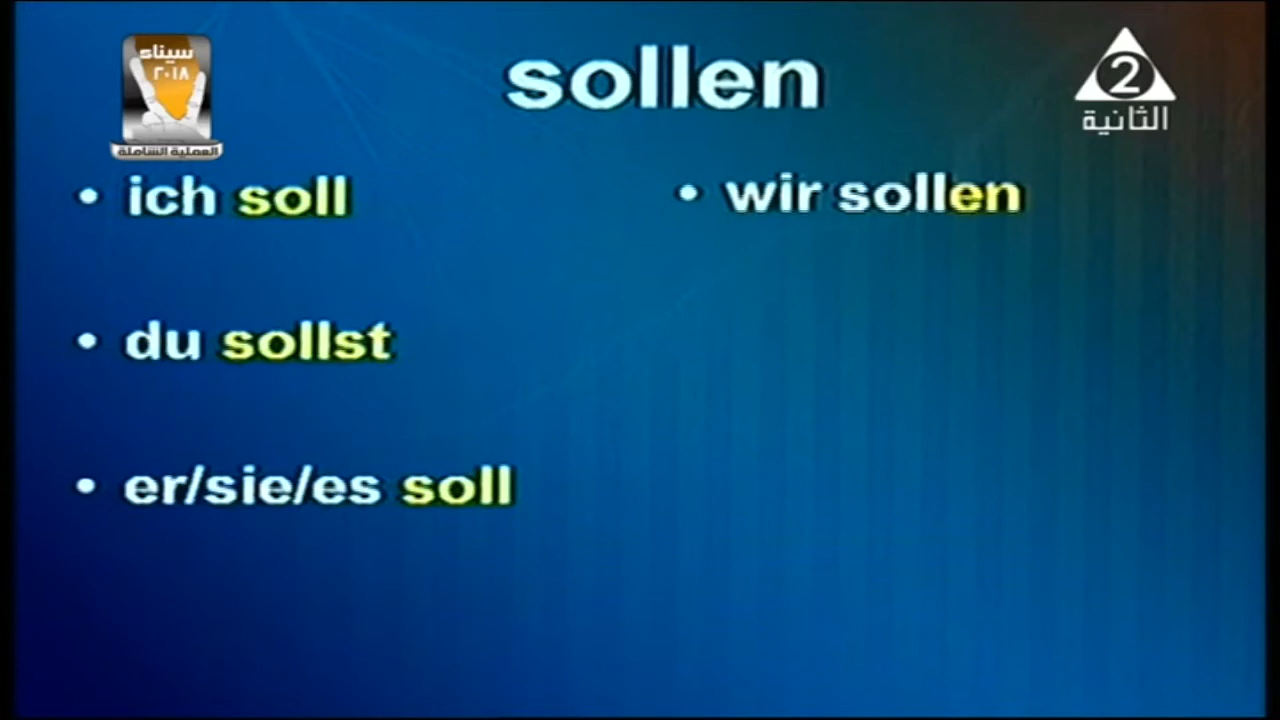 سيناء
٢٠١٨
العملية الشاملة
sollen
2
الثانية
• ich soll
• wir sollen
• du sollst
• er/sie/es soll